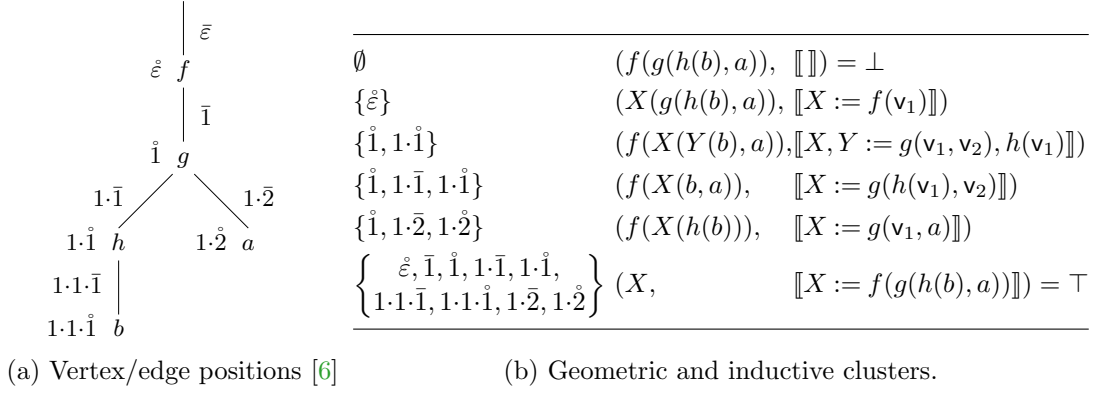 ε̄
ε̊ f
1̄
1̊ g
1·1̄ 1·2̄
1·1̊ h 1·2̊ a
1·1·1̄
1·1·1̊ b
(a) Vertex/edge positions [6]
∅ (f(g(h(b), a)), ⟦ ⟧) = ⊥
{ε̊} (X(g(h(b), a)), ⟦X := f(v₁)⟧)
{1̊, 1·1̊} (f(X(Y(b), a)),⟦X, Y := g(v₁, v₂), h(v₁)⟧)
{1̊, 1·1̄, 1·1̊} (f(X(b, a)), ⟦X := g(h(v₁), v₂)⟧)
{1̊, 1·2̄, 1·2̊} (f(X(h(b))), ⟦X := g(v₁, a)⟧)
{ε̊, 1̄, 1̊, 1·1̄, 1·1̊,
1·1·1̄, 1·1·1̊, 1·2̄, 1·2̊} (X, ⟦X := f(g(h(b), a))⟧) = ⊤
(b) Geometric and inductive clusters.